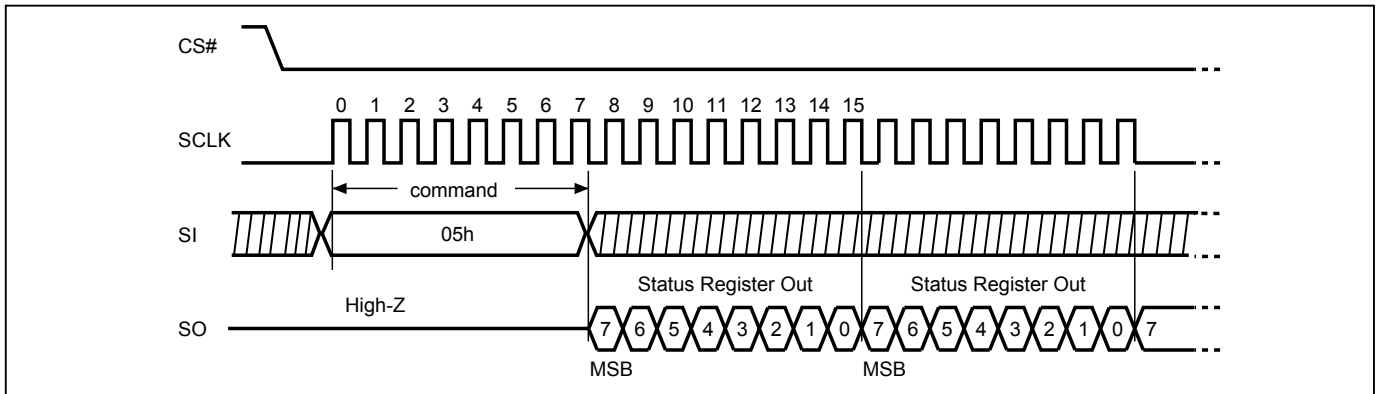 CS#
0 1 2 3 4 5 6 7 8 9 10 11 12 13 14 15
SCLK
command
SI
05h
Status Register Out Status Register Out
High-Z
SO
7 6 5 4 3 2 1 0 7 6 5 4 3 2 1 0 7
MSB MSB